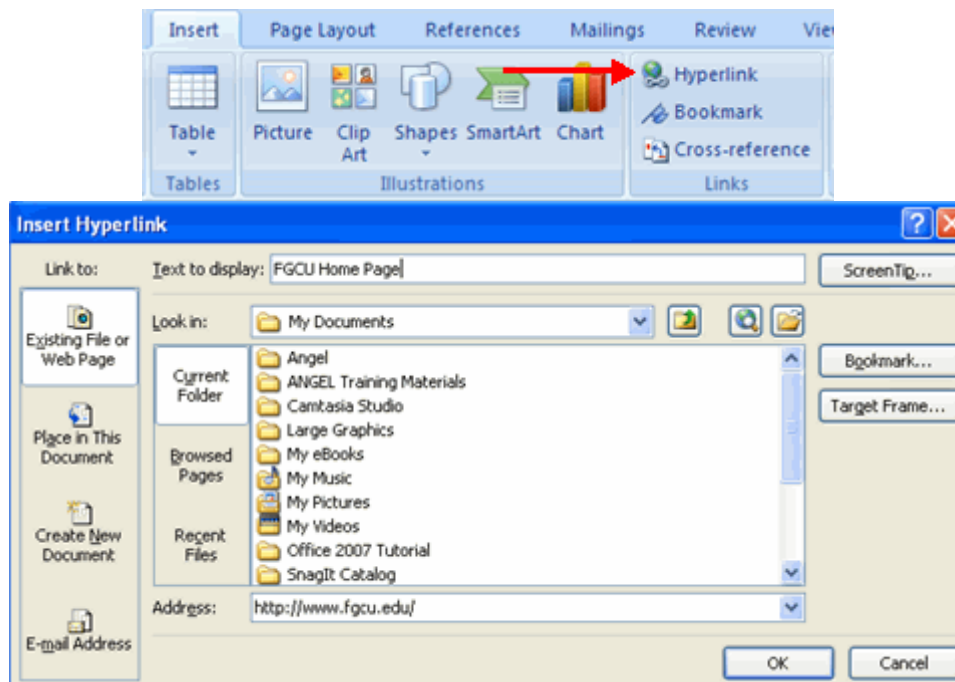 Insert Page Layout References Mailings Review Vie
Hyperlink
Bookmark
Cross-reference
Table Picture Clip Art Shapes SmartArt Chart
Tables Illustrations Links
Insert Hyperlink
Link to: Text to display: FGCU Home Page ScreenTip...
Existing File or Web Page
Look in: My Documents
Current Folder
Browsed Pages
Recent Files
Angel
ANGEL Training Materials
Camtasia Studio
Large Graphics
My eBooks
My Music
My Pictures
My Videos
Office 2007 Tutorial
SnagIt Catalog
Bookmark...
Target Frame...
Place in This Document
Create New Document
E-mail Address
Address: http://www.fgcu.edu/
OK Cancel